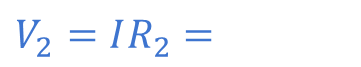 V₂ = IR₂ =